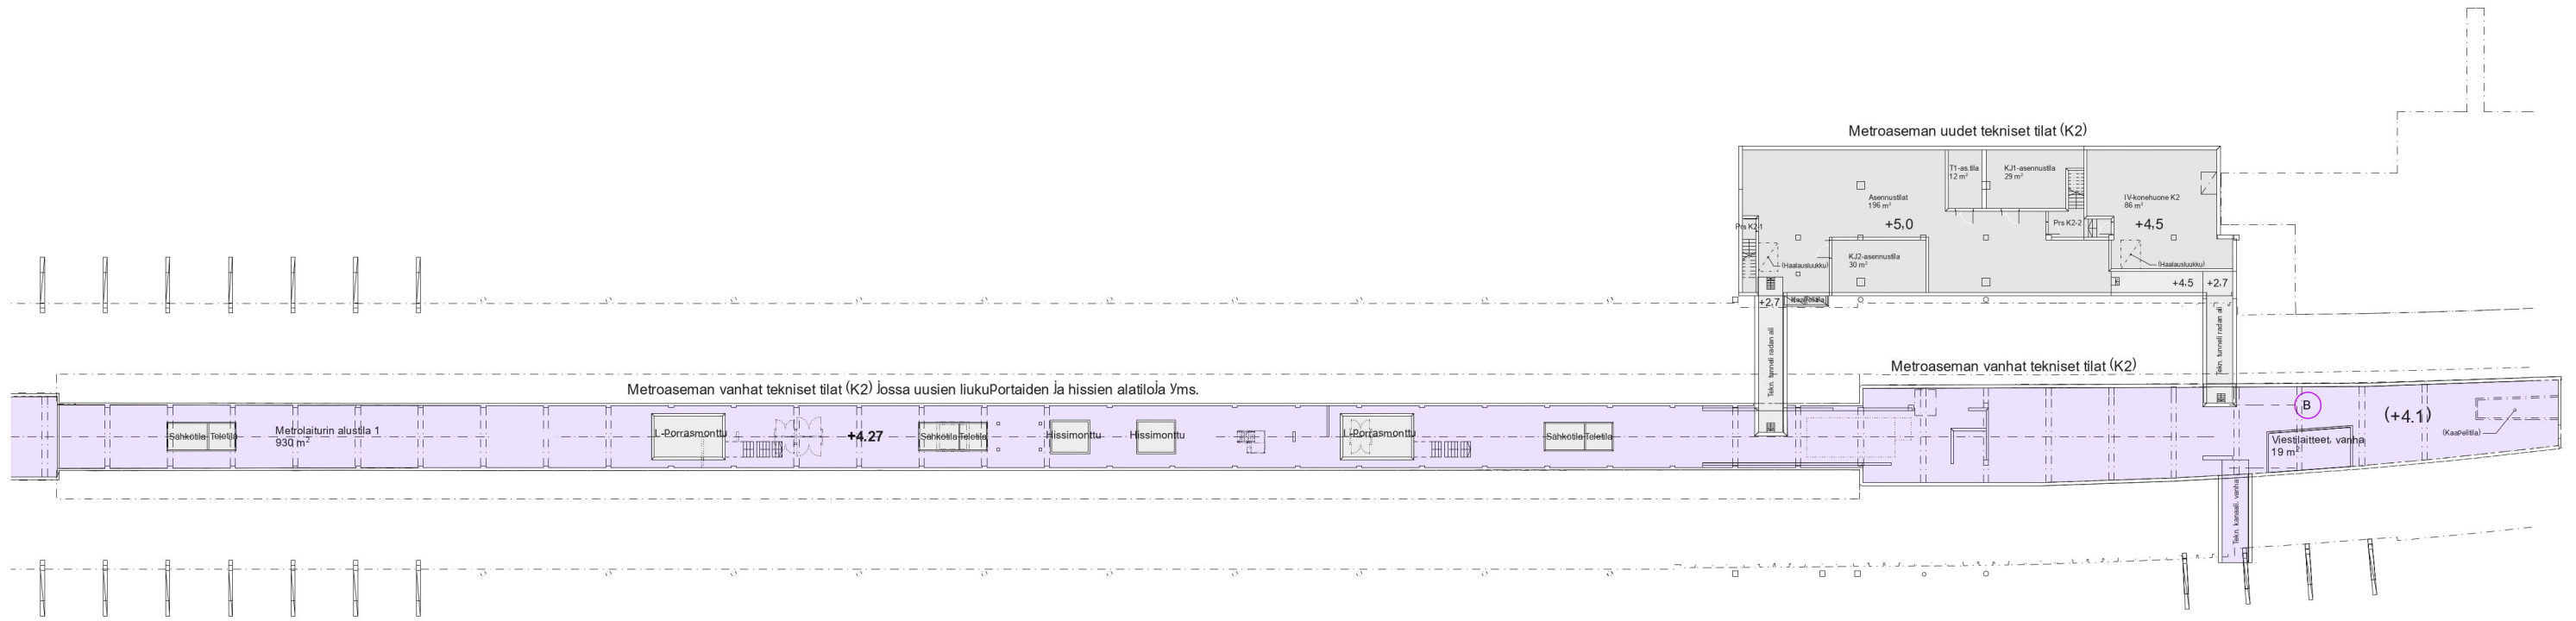 Metroaseman uudet tekniset tilat (K2)
T1-as.tila
12 m²
KJ1-asennustila
29 m²
Asennustilat
196 m²
+5,0
IV-konehuone K2
86 m²
+4,5
Prs K2-1
Prs K2-2
KJ2-asennustila
30 m²
(Haalausluukku)
(Haalausluukku)
+4,5
+2,7
+2,7
Kaapelitila
Tekn. tunneli radan ali
Tekn. tunneli radan ali
Metroaseman vanhat tekniset tilat (K2)
Metroaseman vanhat tekniset tilat (K2) jossa uusien liukuPortaiden ja hissien alatiloja yms.
Sähkötila
Teletila
Metrolaiturin alustila 1
930 m²
L-Porrasmonttu
+4.27
Sähkötila
Teletila
Hissimonttu
Hissimonttu
L-Porrasmonttu
Sähkötila
Teletila
B
(+4.1)
(KaaPelitila)
Viestilaitteet, vanha
19 m²
Tekn. kanaali, vanha